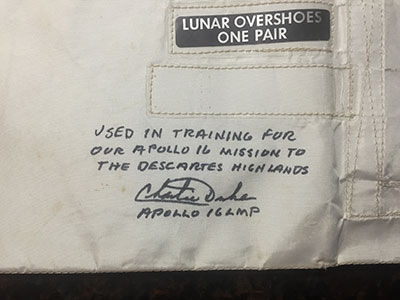 LUNAR OVERSHOES
ONE PAIR
USED IN TRAINING FOR
OUR APOLLO 16 MISSION TO
THE DESCARTES HIGHLANDS
Charlie Duke
APOLLO 16 LMP